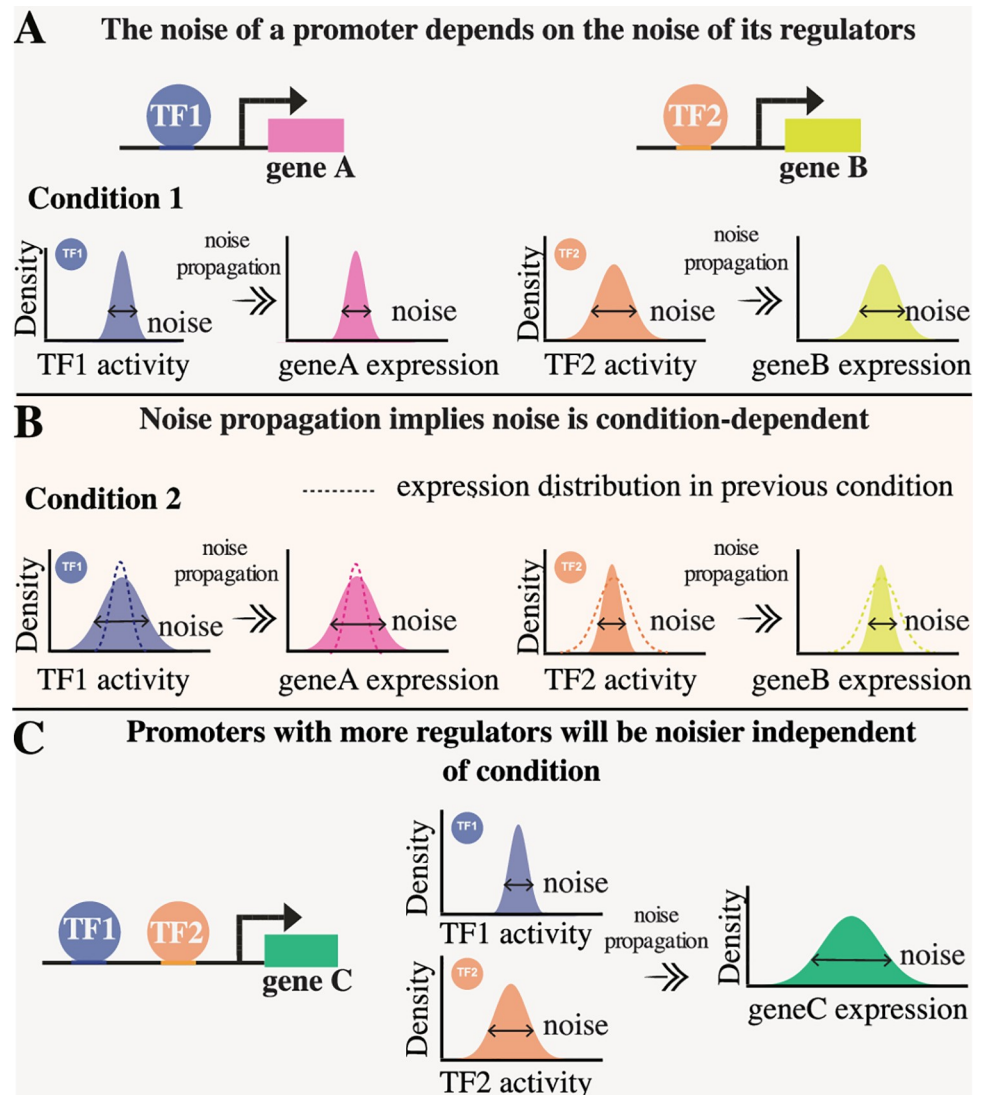 A
The noise of a promoter depends on the noise of its regulators
TF1
gene A
TF2
gene B
Condition 1
Density
TF1
noise
TF1 activity
noise
propagation
noise
geneA expression
Density
TF2
noise
TF2 activity
noise
propagation
noise
geneB expression
B
Noise propagation implies noise is condition-dependent
Condition 2
expression distribution in previous condition
Density
TF1
noise
TF1 activity
noise
propagation
noise
geneA expression
Density
TF2
noise
TF2 activity
noise
propagation
noise
geneB expression
C
Promoters with more regulators will be noisier independent
of condition
TF1
TF2
gene C
Density
TF1
noise
TF1 activity
Density
TF2
noise
TF2 activity
noise
propagation
Density
noise
geneC expression